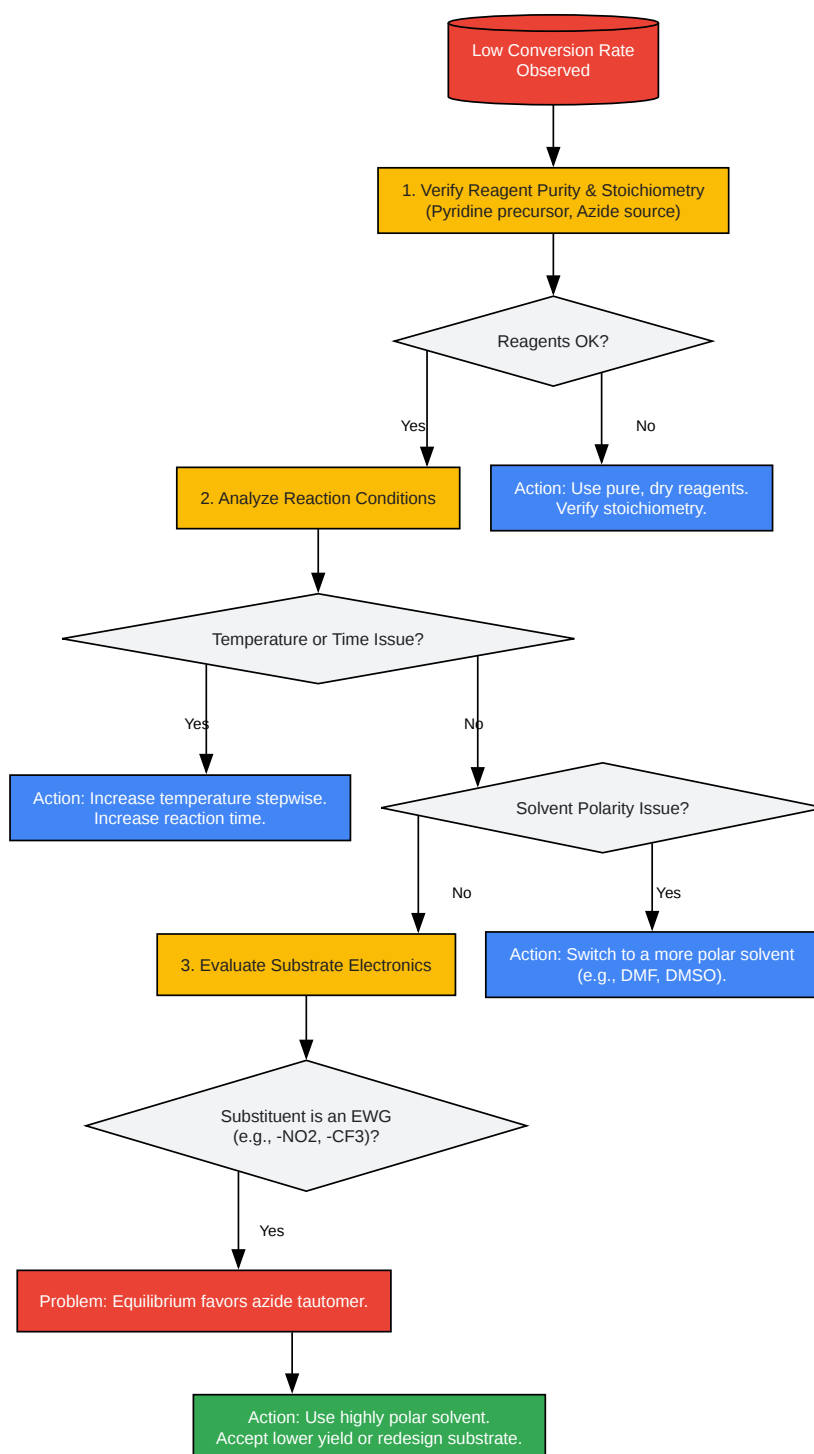 Low Conversion Rate
Observed
1. Verify Reagent Purity & Stoichiometry
(Pyridine precursor, Azide source)
Reagents OK?
Yes
No
2. Analyze Reaction Conditions
Action: Use pure, dry reagents.
Verify stoichiometry.
Temperature or Time Issue?
Yes
No
Action: Increase temperature stepwise.
Increase reaction time.
Solvent Polarity Issue?
No
Yes
3. Evaluate Substrate Electronics
Action: Switch to a more polar solvent
(e.g., DMF, DMSO).
Substituent is an EWG
(e.g., -NO2, -CF3)?
Yes
Problem: Equilibrium favors azide tautomer.
Action: Use highly polar solvent.
Accept lower yield or redesign substrate.